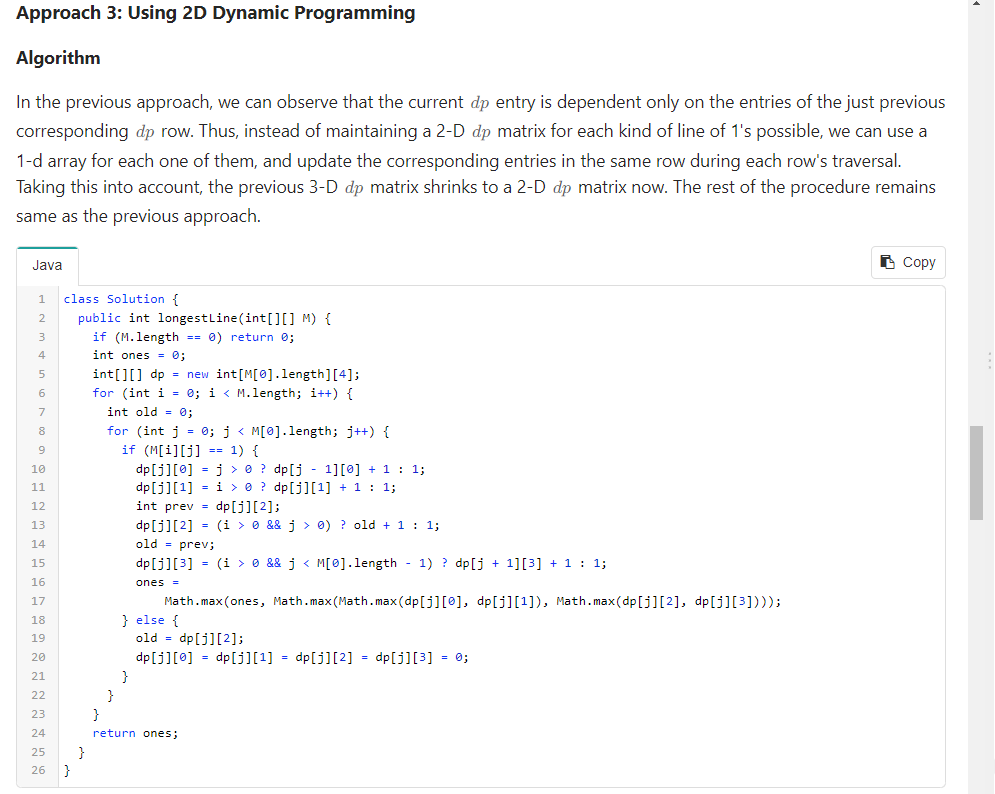 Approach 3: Using 2D Dynamic Programming
Algorithm
In the previous approach, we can observe that the current dp entry is dependent only on the entries of the just previous
corresponding dp row. Thus, instead of maintaining a 2-D dp matrix for each kind of line of 1's possible, we can use a
1-d array for each one of them, and update the corresponding entries in the same row during each row's traversal.
Taking this into account, the previous 3-D dp matrix shrinks to a 2-D dp matrix now. The rest of the procedure remains
same as the previous approach.
Java
Copy
1 class Solution {
2   public int longestLine(int[][] M) {
3     if (M.length == 0) return 0;
4     int ones = 0;
5     int[][] dp = new int[M[0].length][4];
6     for (int i = 0; i < M.length; i++) {
7       int old = 0;
8       for (int j = 0; j < M[0].length; j++) {
9         if (M[i][j] == 1) {
10           dp[j][0] = j > 0 ? dp[j - 1][0] + 1 : 1;
11           dp[j][1] = i > 0 ? dp[j][1] + 1 : 1;
12           int prev = dp[j][2];
13           dp[j][2] = (i > 0 && j > 0) ? old + 1 : 1;
14           old = prev;
15           dp[j][3] = (i > 0 && j < M[0].length - 1) ? dp[j + 1][3] + 1 : 1;
16           ones =
17               Math.max(ones, Math.max(Math.max(dp[j][0], dp[j][1]), Math.max(dp[j][2], dp[j][3])));
18         } else {
19           old = dp[j][2];
20           dp[j][0] = dp[j][1] = dp[j][2] = dp[j][3] = 0;
21         }
22       }
23     }
24     return ones;
25   }
26 }